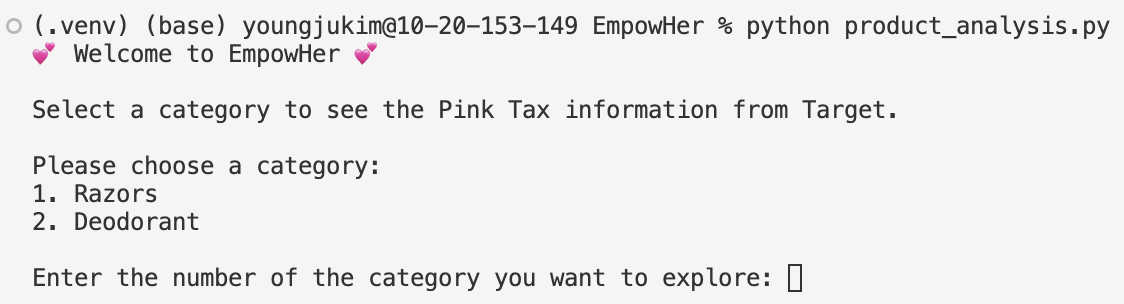 (.venv) (base) youngjukim@10-20-153-149 EmpowHer % python product_analysis.py
💕 Welcome to EmpowHer 💕
Select a category to see the Pink Tax information from Target.
Please choose a category:
1. Razors
2. Deodorant
Enter the number of the category you want to explore: